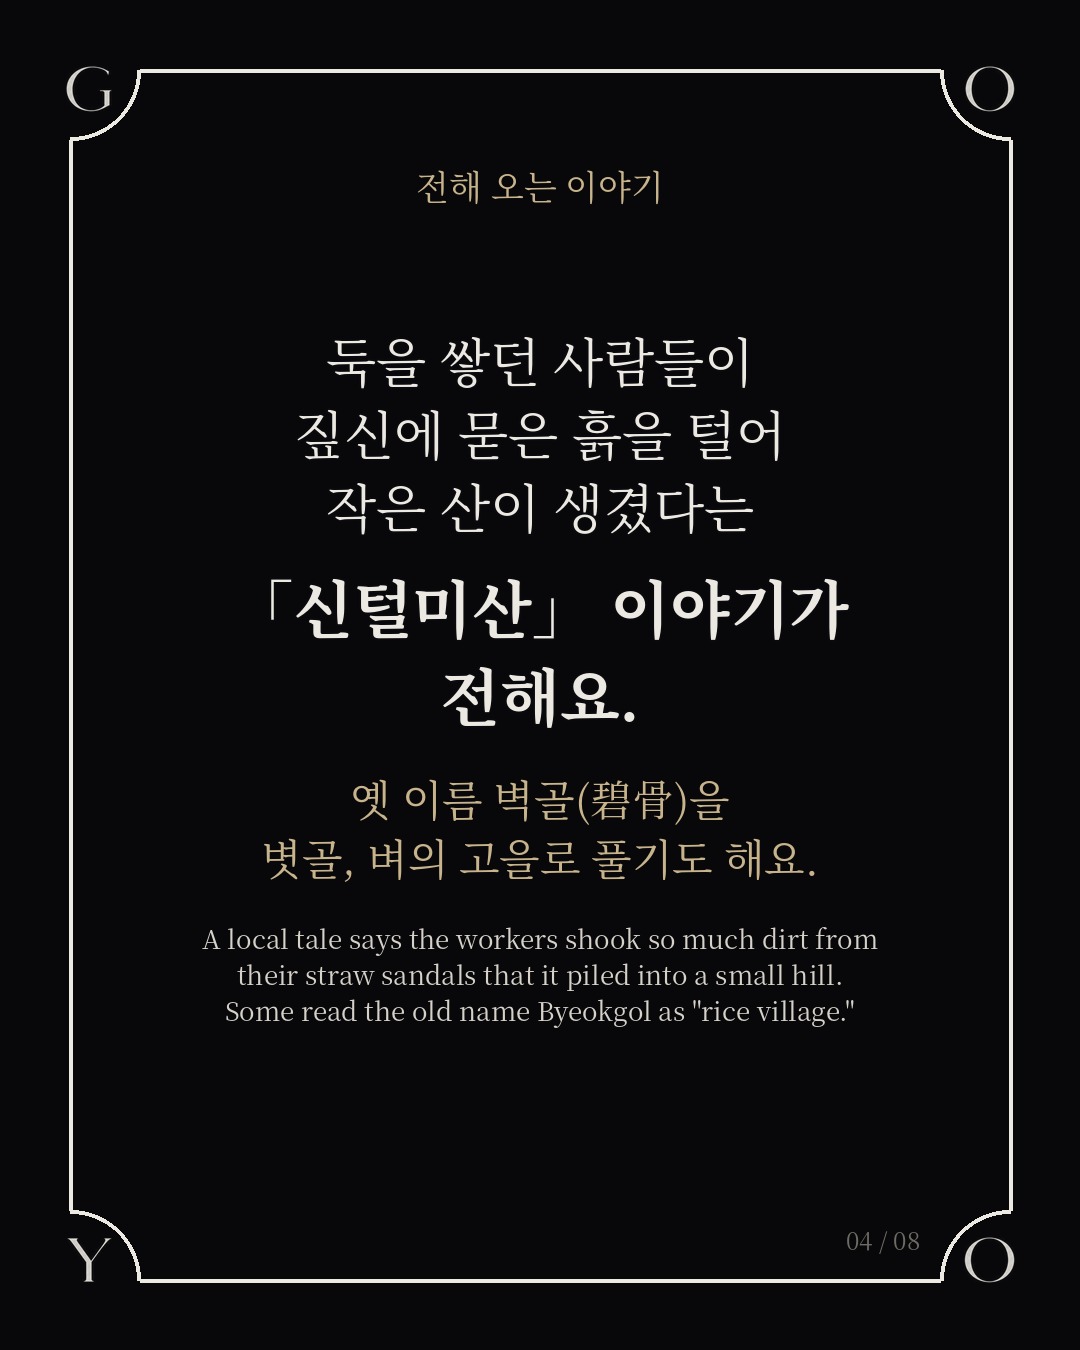 G
O
전해 오는 이야기
둑을 쌓던 사람들이
짚신에 묻은 흙을 털어
작은 산이 생겼다는
「신털미산」 이야기가
전해요.
옛 이름 벽골(碧骨)을
볏골, 벼의 고을로 풀기도 해요.
A local tale says the workers shook so much dirt from
their straw sandals that it piled into a small hill.
Some read the old name Byeokgol as "rice village."
04 / 08
Y
O